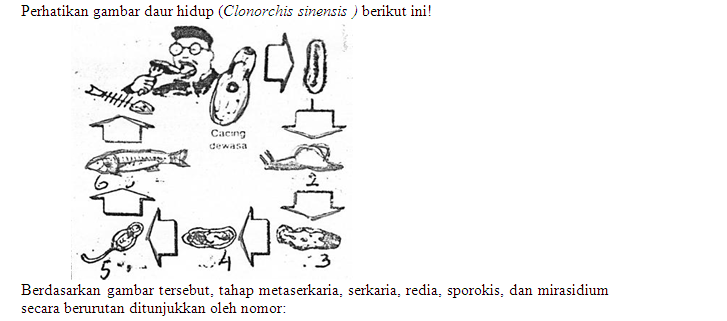 Perhatikan gambar daur hidup (Clonorchis sinensis ) berikut ini!
1
Cacing
dewasa
6
2
5
4
3
Berdasarkan gambar tersebut, tahap metaserkaria, serkaria, redia, sporokis, dan mirasidium
secara berurutan ditunjukkan oleh nomor: